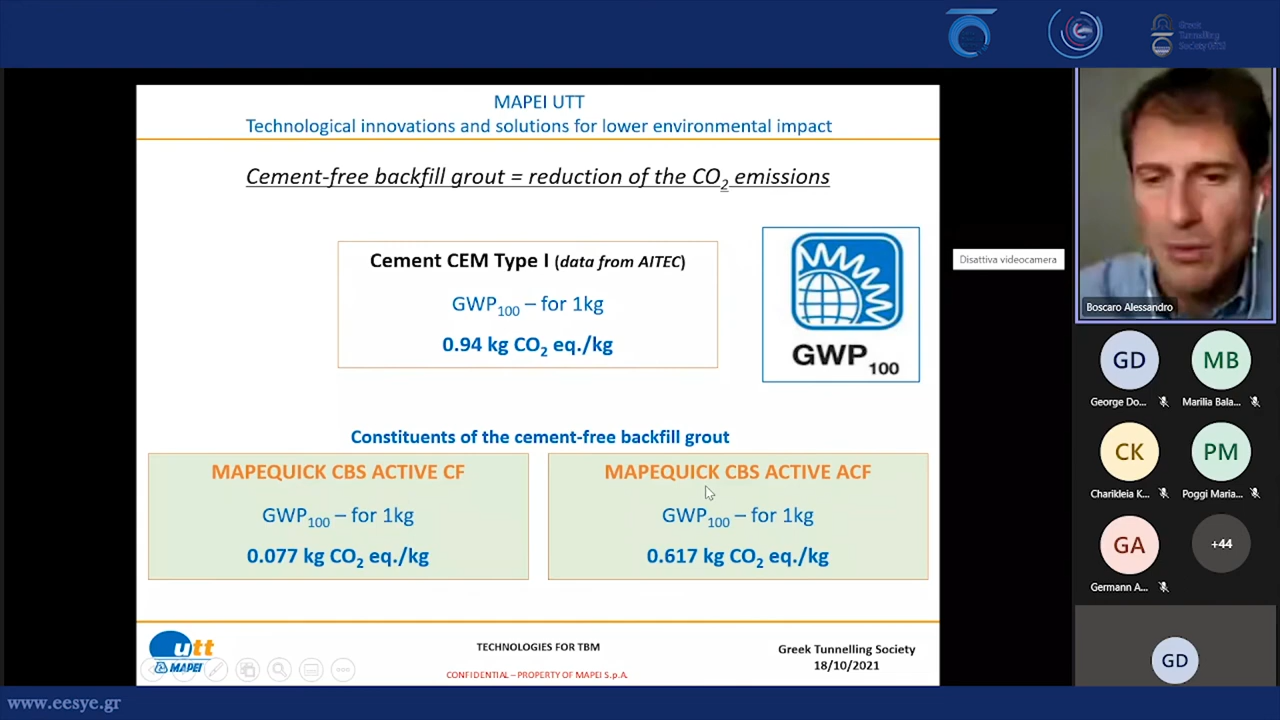 Greek
Tunnelling
Society (GTS)
MAPEI UTT
Technological innovations and solutions for lower environmental impact
Cement-free backfill grout = reduction of the CO2 emissions
Cement CEM Type I (data from AITEC)
GWP100 – for 1kg
0.94 kg CO2 eq./kg
GWP100
Disattiva videocamera
Boscaro Alessandro
Constituents of the cement-free backfill grout
MAPEQUICK CBS ACTIVE CF
GWP100 – for 1kg
0.077 kg CO2 eq./kg
MAPEQUICK CBS ACTIVE ACF
GWP100 – for 1kg
0.617 kg CO2 eq./kg
GD
MB
George Do...
Marilia Bala...
CK
PM
Charikleia K...
Poggi Maria...
GA
+44
Germann A...
GD
utt
MAPEI
TECHNOLOGIES FOR TBM
CONFIDENTIAL – PROPERTY OF MAPEI S.p.A.
Greek Tunnelling Society
18/10/2021
www.eesye.gr